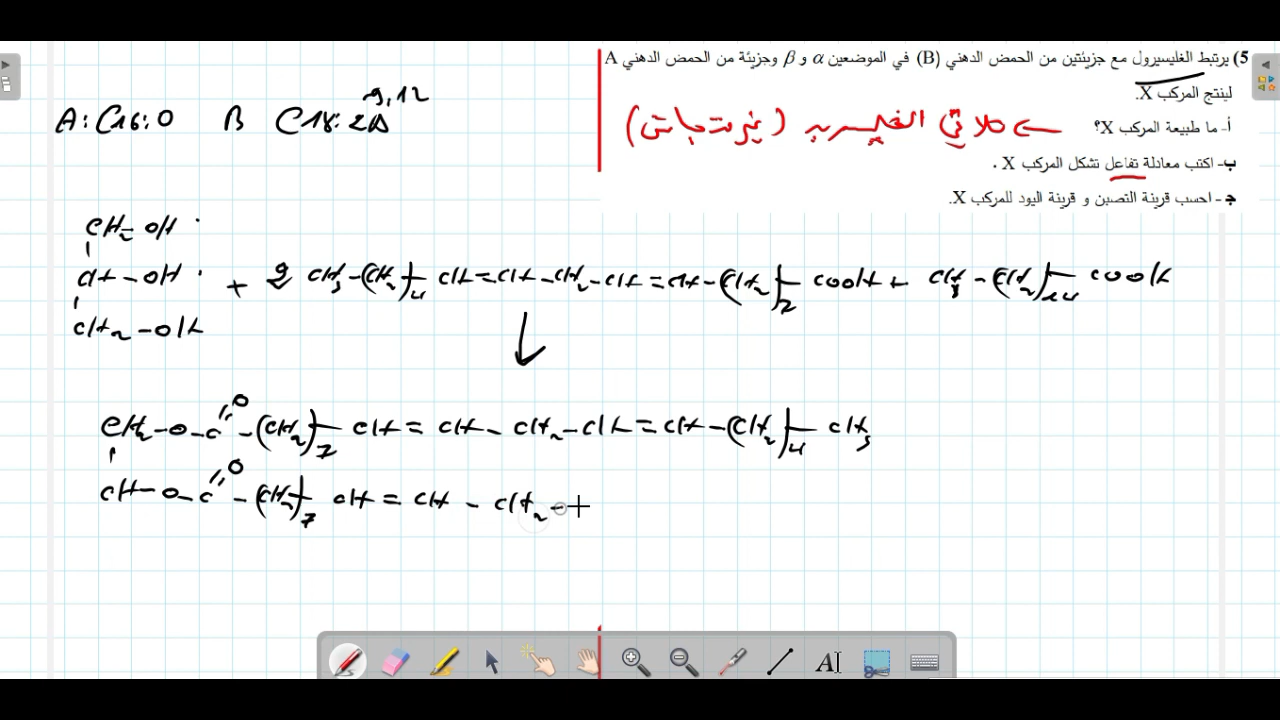 5) يرتبط الغليسيرول مع جزيئتين من الحمض الدهني (B) في الموضعين α و β وجزيئة من الحمض الدهني A
لينتج المركب X.
أ- ما طبيعة المركب X؟
ثلاثي الغليسريد (غير متجانس)
ب- اكتب معادلة تفاعل تشكل المركب X .
ج- احسب قرينة التصبن و قرينة اليود للمركب X.
A: C16:0 B C18:2Δ9,12
CH2-OH
CH-OH + 2 CH3-(CH2)4-CH=CH-CH2-CH=CH-(CH2)7-COOH + CH3-(CH2)14-COOH
CH2-OH
CH2-O-C(=O)-(CH2)7-CH=CH-CH2-CH=CH-(CH2)4-CH3
CH-O-C(=O)-(CH2)7-CH=CH-CH2-
AI